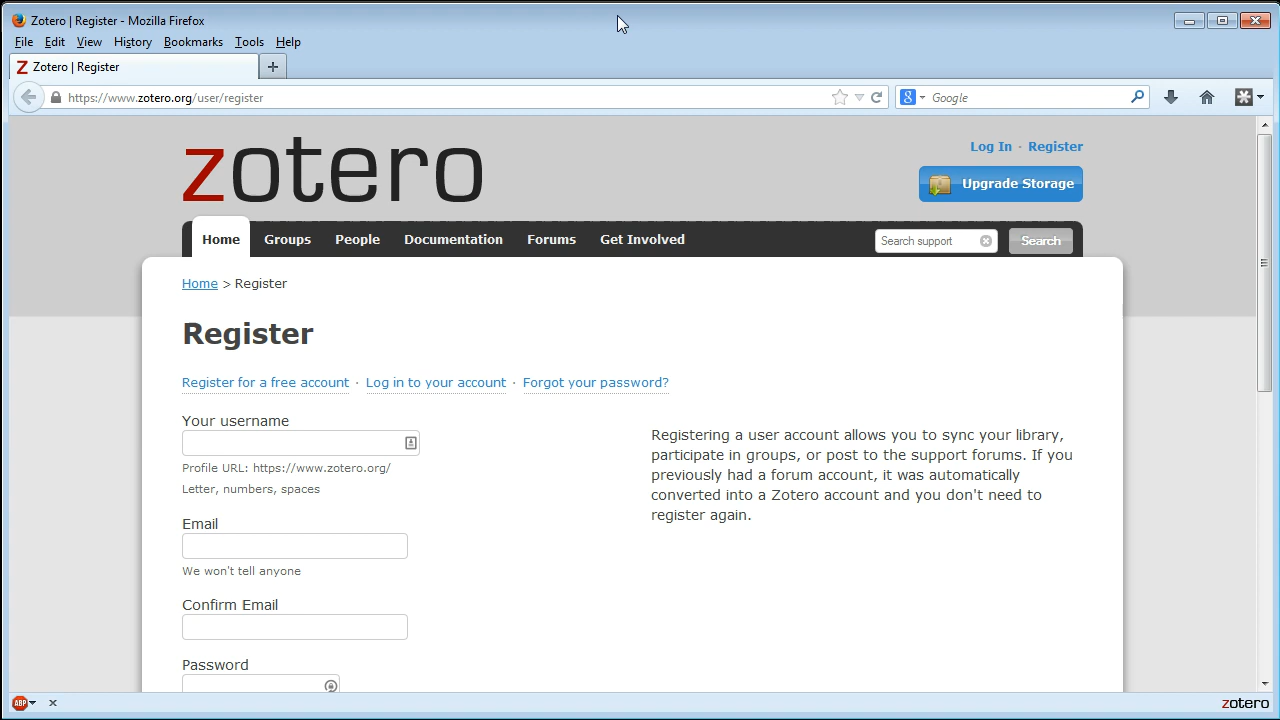 Zotero | Register - Mozilla Firefox
File Edit View History Bookmarks Tools Help
Z Zotero | Register
https://www.zotero.org/user/register
8 Google
zotero
Log In · Register
Upgrade Storage
Home Groups People Documentation Forums Get Involved
Search support Search
Home > Register
Register
Register for a free account · Log in to your account · Forgot your password?
Your username
Profile URL: https://www.zotero.org/
Letter, numbers, spaces
Email
We won't tell anyone
Confirm Email
Password
Registering a user account allows you to sync your library,
participate in groups, or post to the support forums. If you
previously had a forum account, it was automatically
converted into a Zotero account and you don't need to
register again.
ABP
zotero